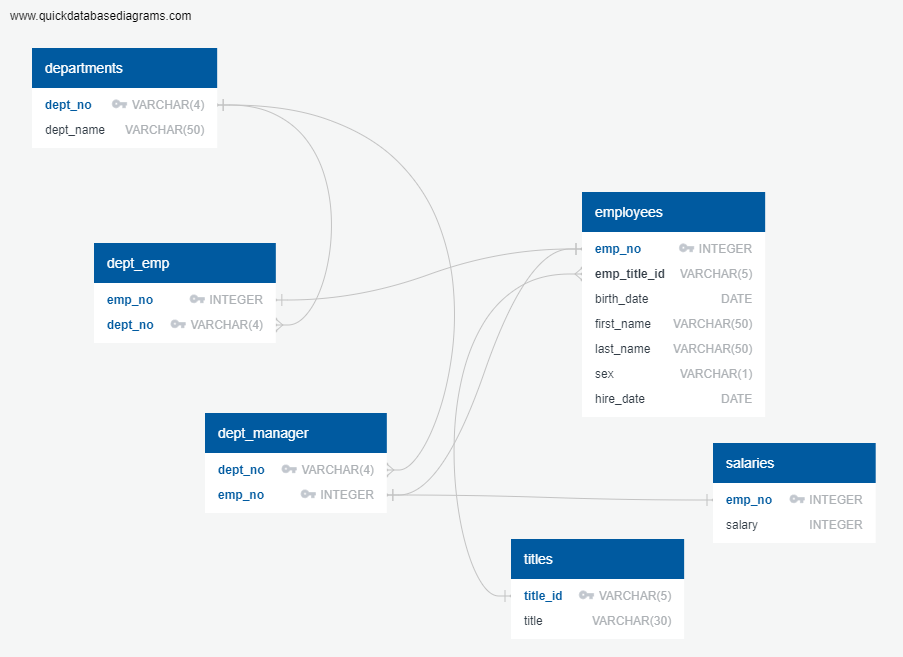 www.quickdatabasediagrams.com
departments
dept_no VARCHAR(4)
dept_name VARCHAR(50)
dept_emp
emp_no INTEGER
dept_no VARCHAR(4)
employees
emp_no INTEGER
emp_title_id VARCHAR(5)
birth_date DATE
first_name VARCHAR(50)
last_name VARCHAR(50)
sex VARCHAR(1)
hire_date DATE
dept_manager
dept_no VARCHAR(4)
emp_no INTEGER
salaries
emp_no INTEGER
salary INTEGER
titles
title_id VARCHAR(5)
title VARCHAR(30)